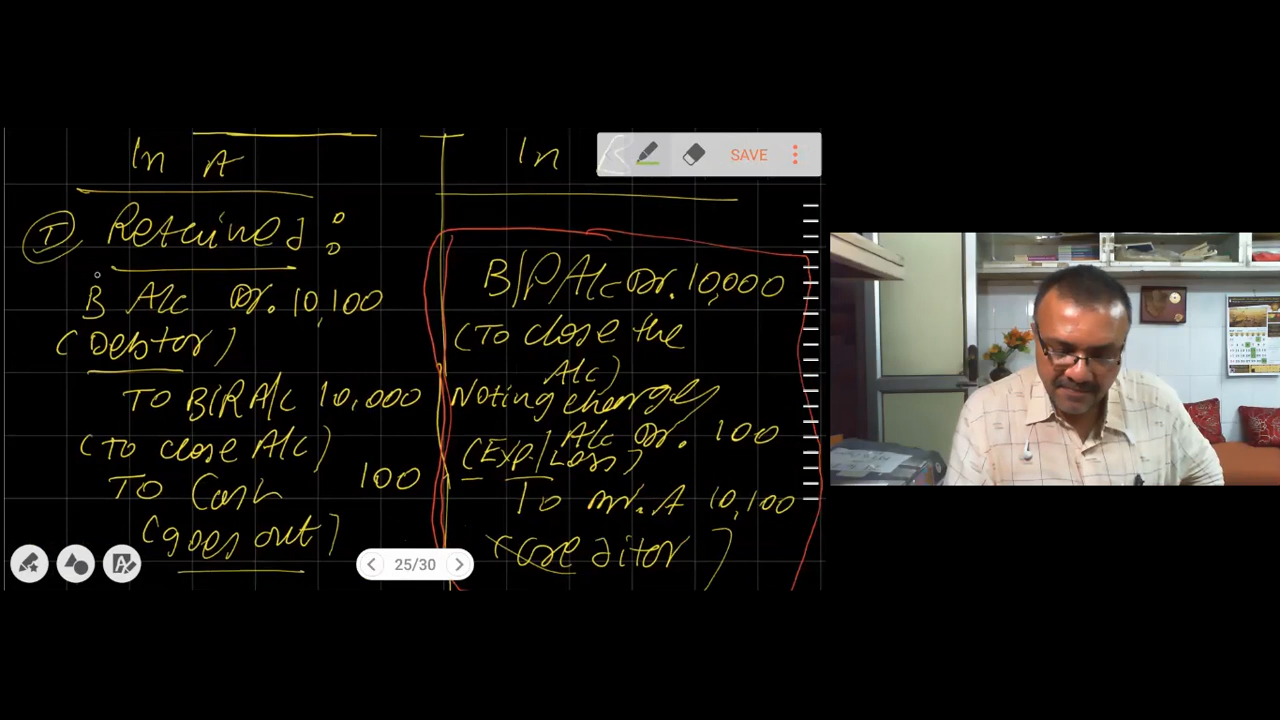 In A
I Retained :
B A/c Dr. 10,100
(Debtor)
TO B/R A/c 10,000
(To close A/c)
TO Cash 100
(goes out)
In
B/P A/c Dr. 10,000
(To close the
A/c)
Noting charges
A/c Dr. 100
(Exp/Loss)
To Mr. A 10,100
(Creditor)
SAVE
25/30